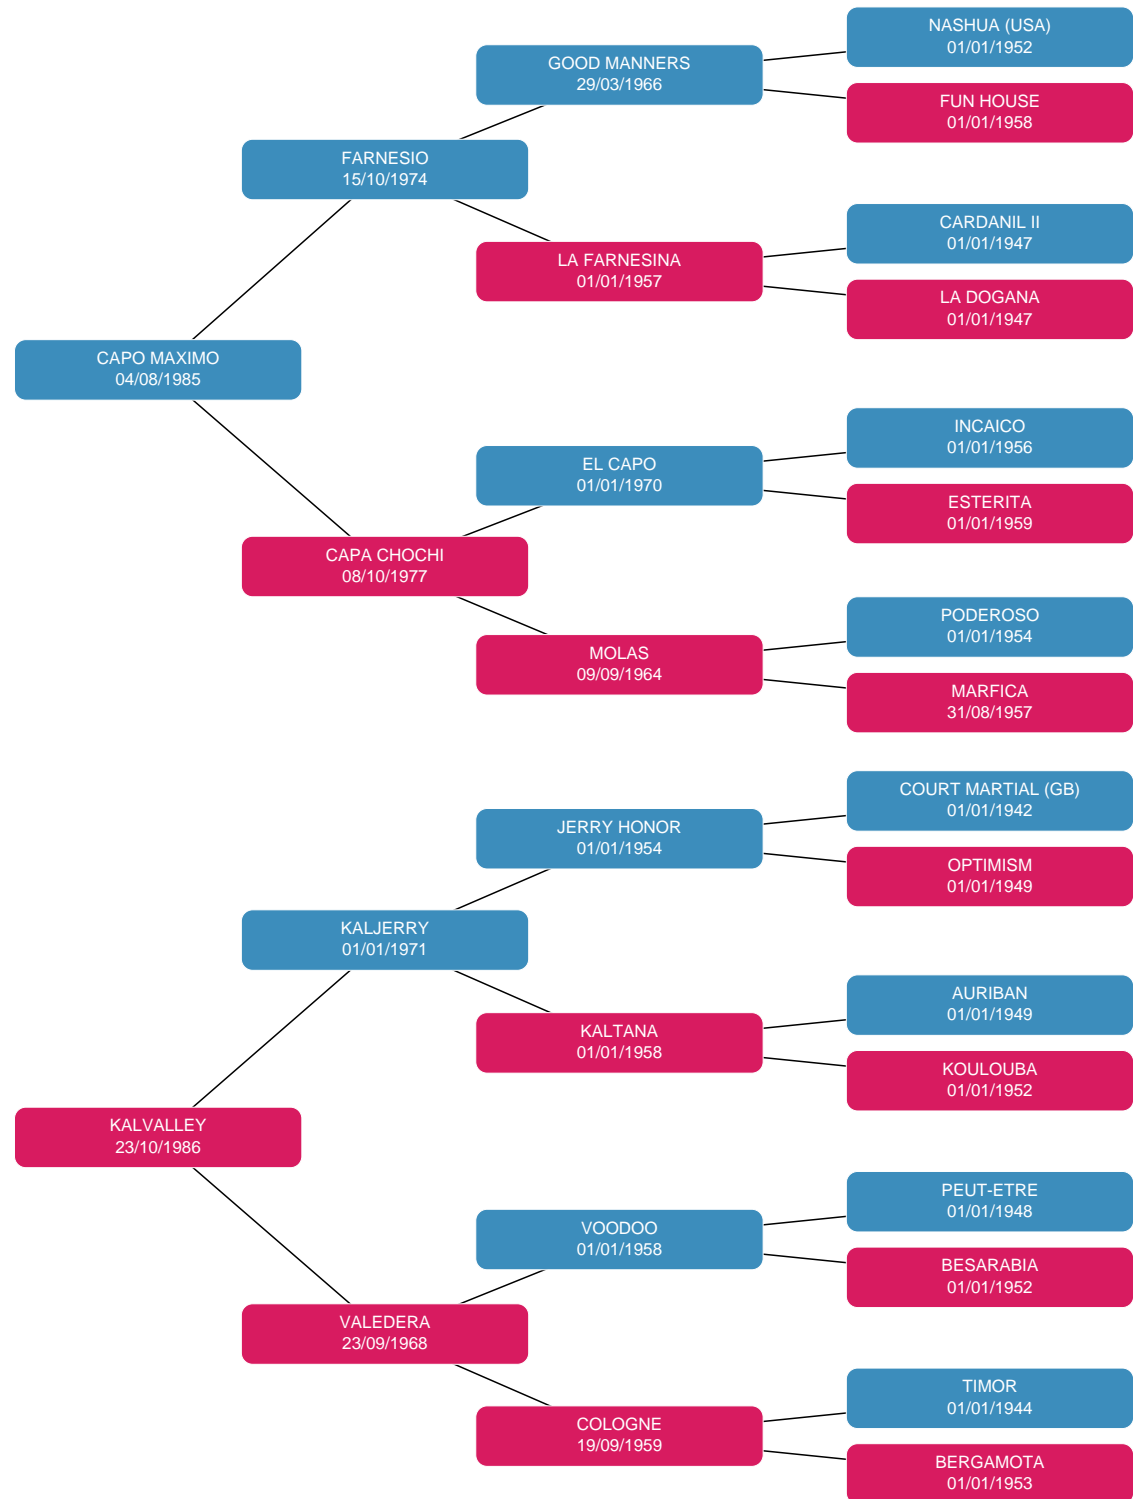 NASHUA (USA)
01/01/1952
GOOD MANNERS
29/03/1966
FUN HOUSE
01/01/1958
FARNESIO
15/10/1974
CARDANIL II
01/01/1947
LA FARNESINA
01/01/1957
LA DOGANA
01/01/1947
CAPO MAXIMO
04/08/1985
INCAICO
01/01/1956
EL CAPO
01/01/1970
ESTERITA
01/01/1959
CAPA CHOCHI
08/10/1977
PODEROSO
01/01/1954
MOLAS
09/09/1964
MARFICA
31/08/1957
COURT MARTIAL (GB)
01/01/1942
JERRY HONOR
01/01/1954
OPTIMISM
01/01/1949
KALJERRY
01/01/1971
AURIBAN
01/01/1949
KALTANA
01/01/1958
KOULOUBA
01/01/1952
KALVALLEY
23/10/1986
PEUT-ETRE
01/01/1948
VOODOO
01/01/1958
BESARABIA
01/01/1952
VALEDERA
23/09/1968
TIMOR
01/01/1944
COLOGNE
19/09/1959
BERGAMOTA
01/01/1953